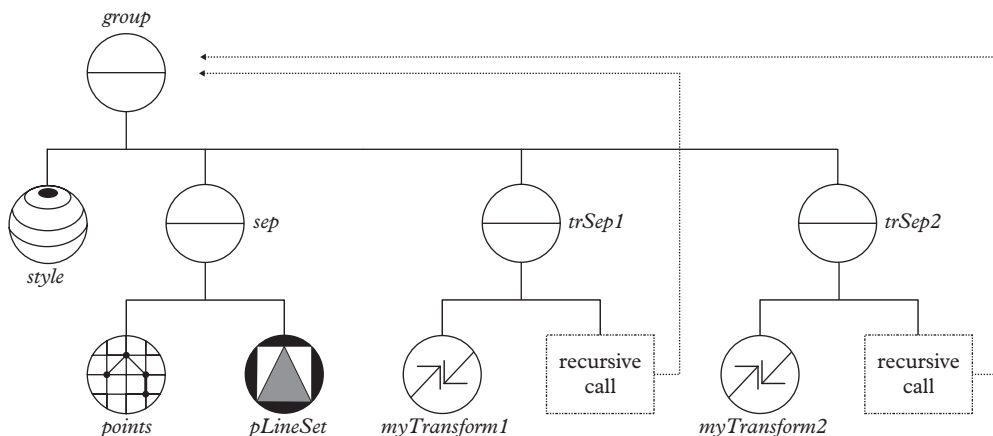 group
style
sep
trSep1
trSep2
points
pLineSet
myTransform1
recursive
call
myTransform2
recursive
call